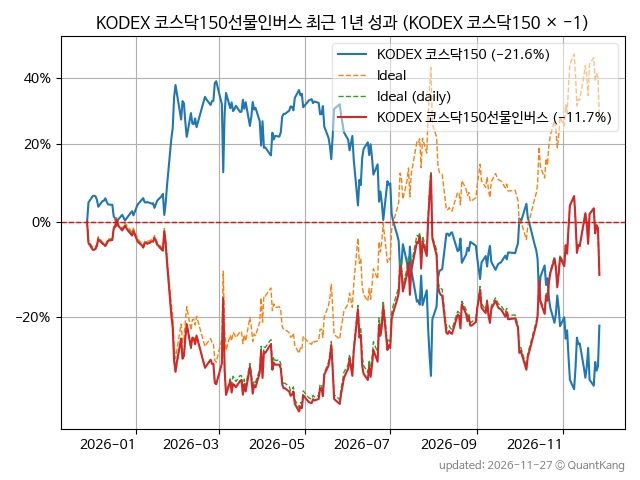 KODEX 코스닥150선물인버스 최근 1년 성과 (KODEX 코스닥150 × −1)
KODEX 코스닥150 (−21.6%)
Ideal
Ideal (daily)
KODEX 코스닥150선물인버스 (−11.7%)
40%
20%
0%
−20%
2026-01 2026-03 2026-05 2026-07 2026-09 2026-11
updated: 2026-11-27 © QuantKang